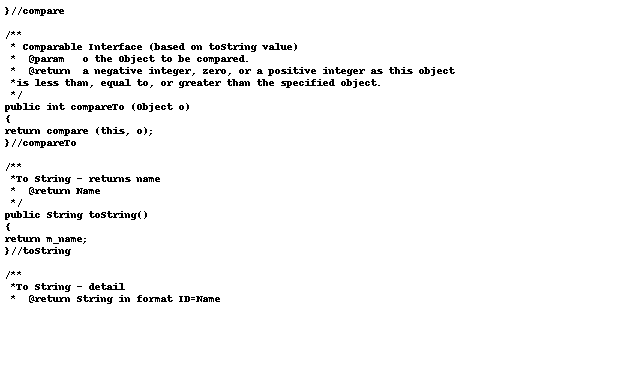 }//compare
/**
* Comparable Interface (based on toString value)
* @param o the Object to be compared.
* @return a negative integer, zero, or a positive integer as this object
*is less than, equal to, or greater than the specified object.
*/
public int compareTo (Object o)
{
return compare (this, o);
}//compareTo
/**
*To String - returns name
* @return Name
*/
public String toString()
{
return m_name;
}//toString
/**
*To String - detail
* @return String in format ID=Name